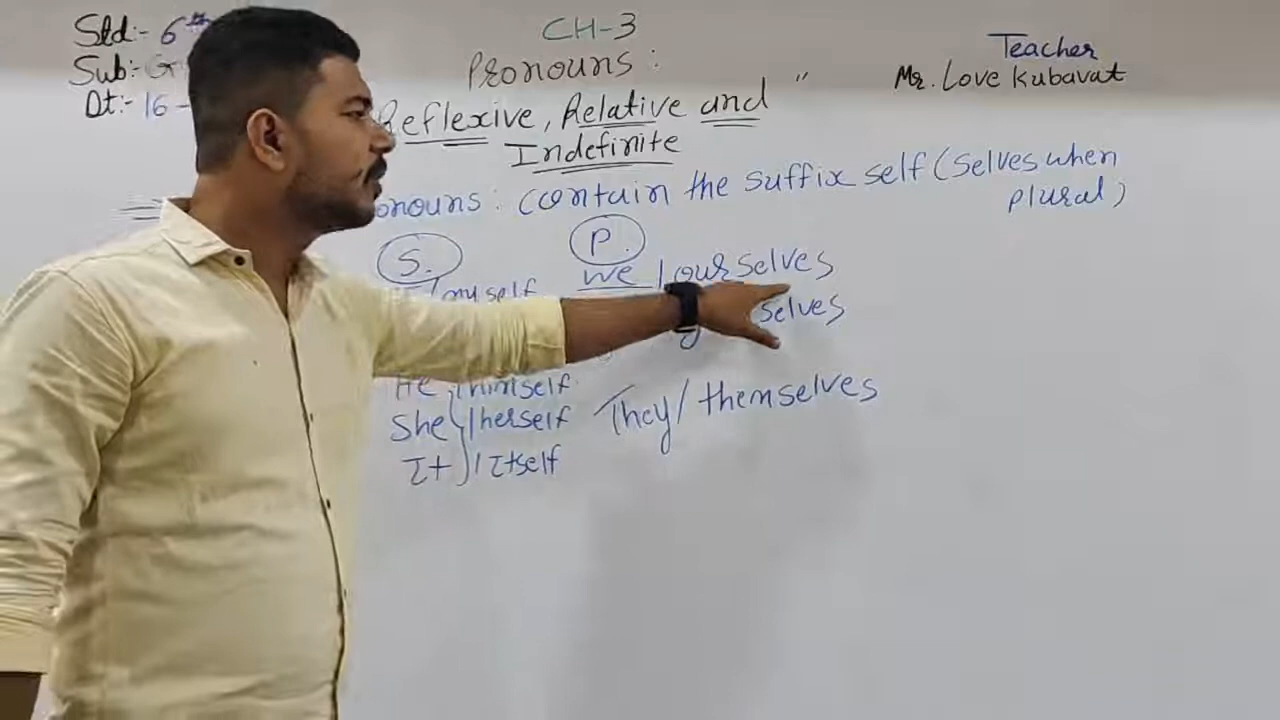 Std:- 6th
Sub:- G
Dt:- 16 -
CH-3
Pronouns :
Reflexive, Relative and "
Indefinite
Teacher
Mr. Love Kubavat
onouns : contain the suffix self (selves when
plural)
S.
P.
/ myself
we / ourselves
selves
He / himself
She / herself
It / Itself
They / themselves